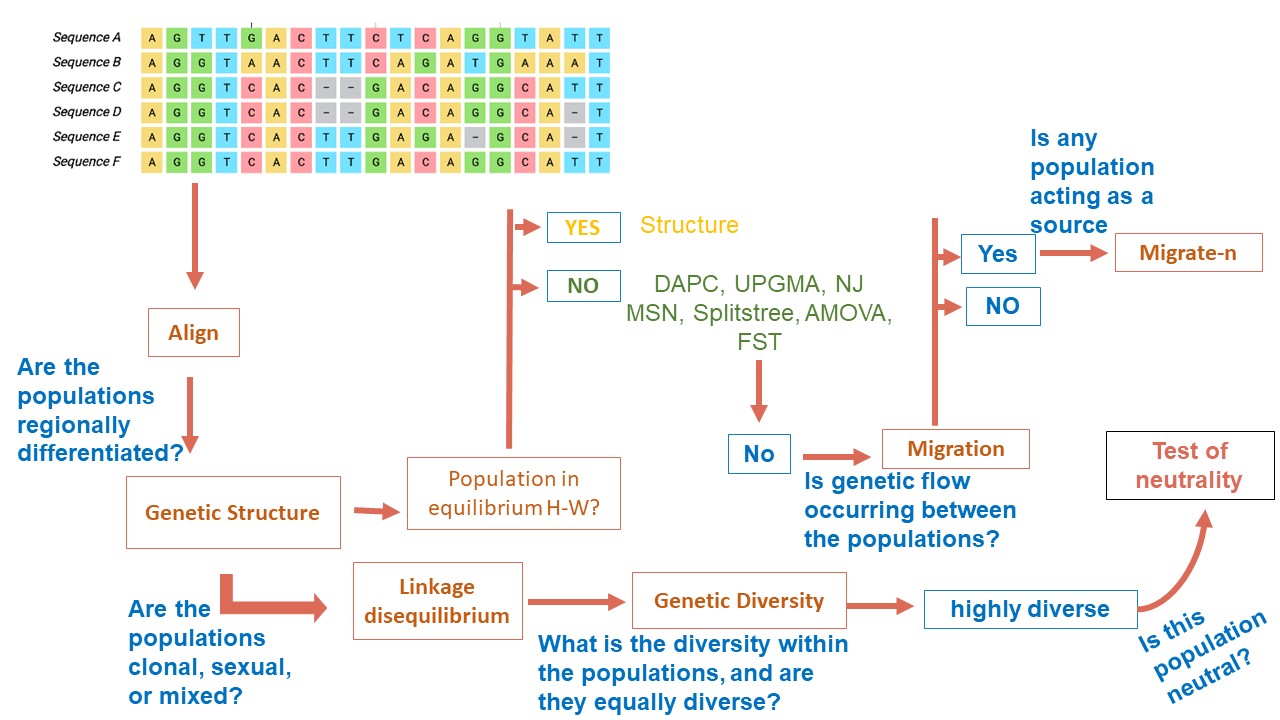 Sequence A A G T T G A C T T C T C A G G T A T T
Sequence B A G G T A A C T T C A G A T G A A A T
Sequence C A G G T C A C - - G A C A G G C A T T
Sequence D A G G T C A C - - G A C A G G C A - T
Sequence E A G G T C A C T T G A G A - G C A - T
Sequence F A G G T C A C T T G A C A G G C A T T
Is any
population
acting as a
source
YES
Structure
Yes
Migrate-n
NO
DAPC, UPGMA, NJ
MSN, Splitstree, AMOVA,
FST
NO
Align
Are the
populations
regionally
differentiated?
No
Migration
Is genetic flow
occurring between
the populations?
Test of
neutrality
Genetic Structure
Population in
equilibrium H-W?
Are the
populations
clonal, sexual,
or mixed?
Linkage
disequilibrium
Genetic Diversity
What is the diversity within
the populations, and are
they equally diverse?
highly diverse
Is this
population
neutral?